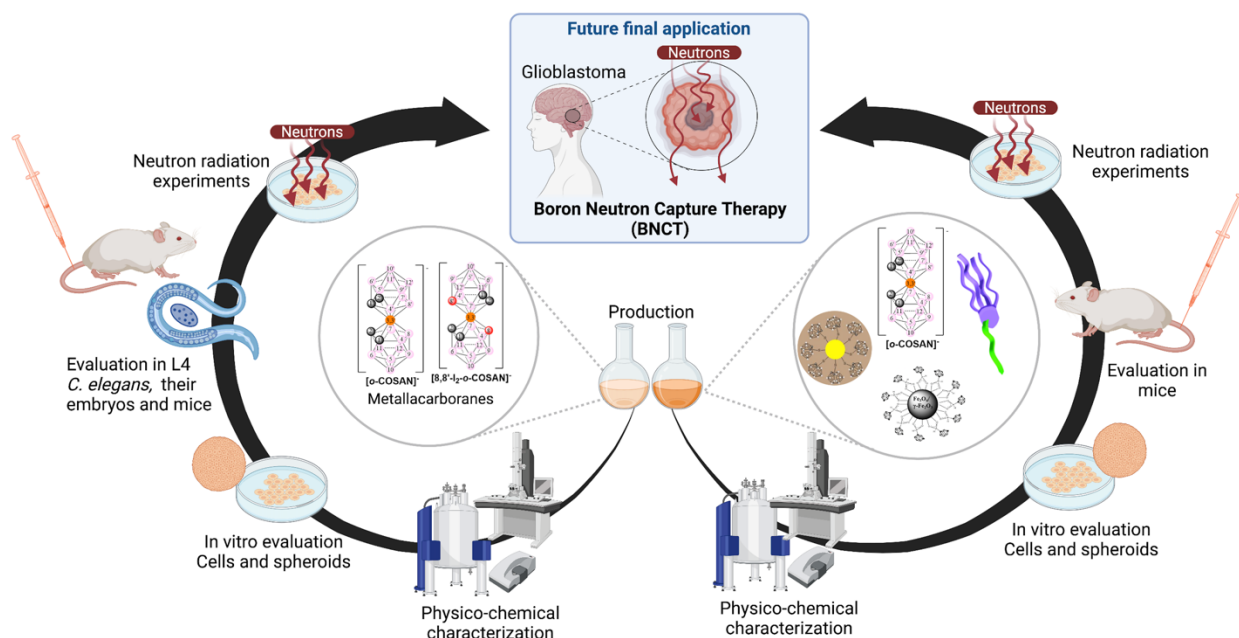 Future final application
Neutrons
Glioblastoma
Boron Neutron Capture Therapy
(BNCT)
Neutrons
Neutron radiation
experiments
Evaluation in L4
C. elegans, their
embryos and mice
In vitro evaluation
Cells and spheroids
Physico-chemical
characterization
[o-COSAN]⁻
[8,8'-I₂-o-COSAN]⁻
Metallacarboranes
Production
[o-COSAN]⁻
Fe₃O₄/
γ-Fe₂O₃
Neutrons
Neutron radiation
experiments
Evaluation in
mice
In vitro evaluation
Cells and spheroids
Physico-chemical
characterization